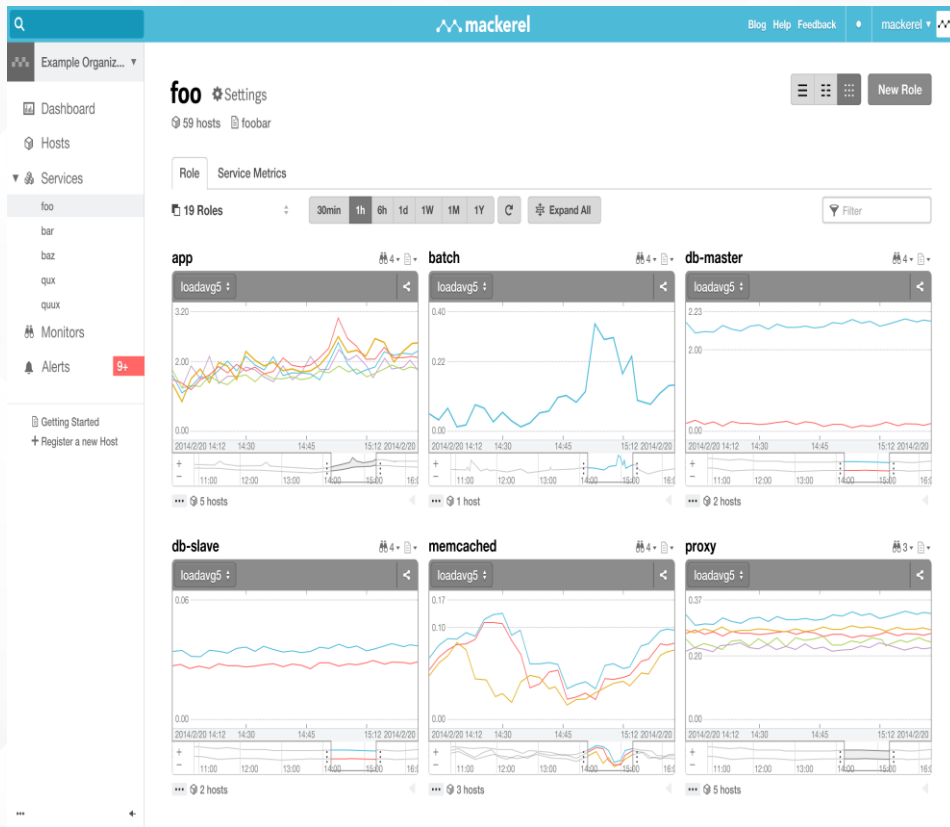 mackerel
Blog Help Feedback
mackerel
Example Organiz...
Dashboard
Hosts
Services
foo
bar
baz
qux
quux
Monitors
Alerts 9+
Getting Started
+ Register a new Host
foo Settings
59 hosts foobar
New Role
Role Service Metrics
19 Roles
30min 1h 6h 1d 1W 1M 1Y
Expand All
Filter
app 4
loadavg5
3.20
2.00
0.00
2014/2/20 14:12 14:30 14:45 15:12 2014/2/20
+
−
11:00 12:00 13:00 14:00 15:00 16:0
... 5 hosts
batch 4
loadavg5
0.40
0.22
0.00
2014/2/20 14:12 14:30 14:45 15:12 2014/2/20
+
−
11:00 12:00 13:00 14:00 15:00 16:0
... 1 host
db-master 4
loadavg5
2.23
2.00
0.00
2014/2/20 14:12 14:30 14:45 15:12 2014/2/20
+
−
11:00 12:00 13:00 14:00 15:00 16:0
... 2 hosts
db-slave 4
loadavg5
0.06
0.00
2014/2/20 14:12 14:30 14:45 15:12 2014/2/20
+
−
11:00 12:00 13:00 14:00 15:00 16:0
... 2 hosts
memcached 4
loadavg5
0.17
0.10
0.00
2014/2/20 14:12 14:30 14:45 15:12 2014/2/20
+
−
11:00 12:00 13:00 14:00 15:00 16:0
... 3 hosts
proxy 3
loadavg5
0.37
0.20
0.00
2014/2/20 14:12 14:30 14:45 15:12 2014/2/20
+
−
11:00 12:00 13:00 14:00 15:00 16:0
... 5 hosts
...